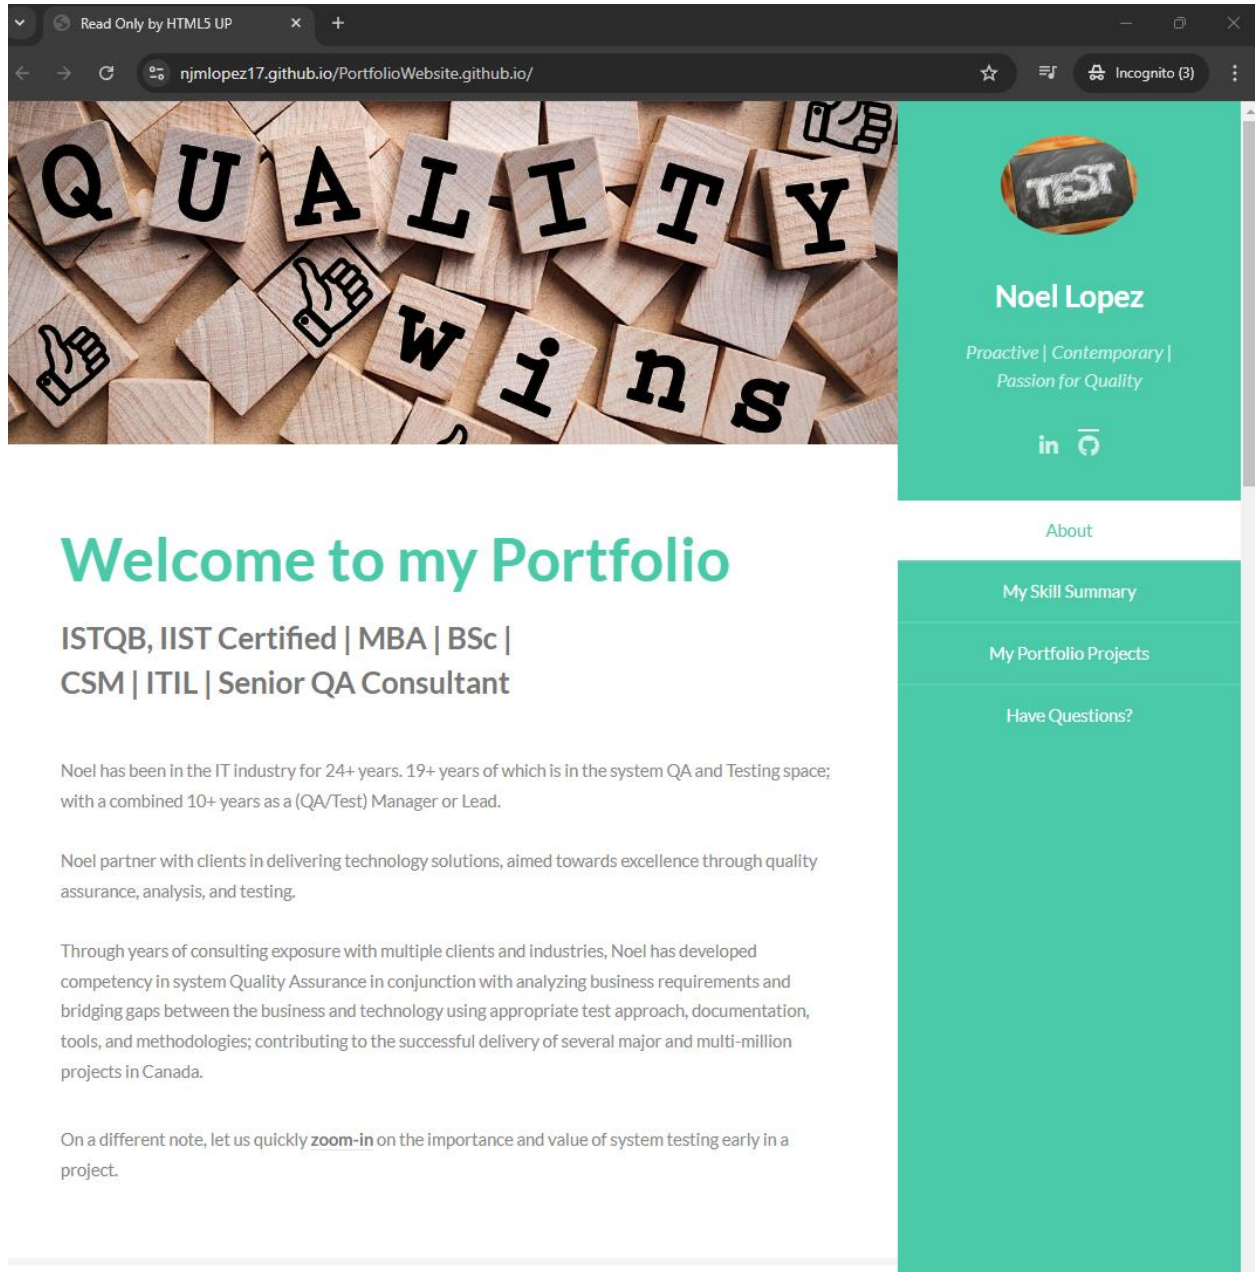 Read Only by HTML5 UP
njmlopez17.github.io/PortfolioWebsite.github.io/
Incognito (3)
QUALITY
wins
TEST
Noel Lopez
Proactive | Contemporary |
Passion for Quality
in
About
My Skill Summary
My Portfolio Projects
Have Questions?
Welcome to my Portfolio
ISTQB, IIST Certified | MBA | BSc |
CSM | ITIL | Senior QA Consultant
Noel has been in the IT industry for 24+ years. 19+ years of which is in the system QA and Testing space;
with a combined 10+ years as a (QA/Test) Manager or Lead.
Noel partner with clients in delivering technology solutions, aimed towards excellence through quality
assurance, analysis, and testing.
Through years of consulting exposure with multiple clients and industries, Noel has developed
competency in system Quality Assurance in conjunction with analyzing business requirements and
bridging gaps between the business and technology using appropriate test approach, documentation,
tools, and methodologies; contributing to the successful delivery of several major and multi-million
projects in Canada.
On a different note, let us quickly zoom-in on the importance and value of system testing early in a
project.